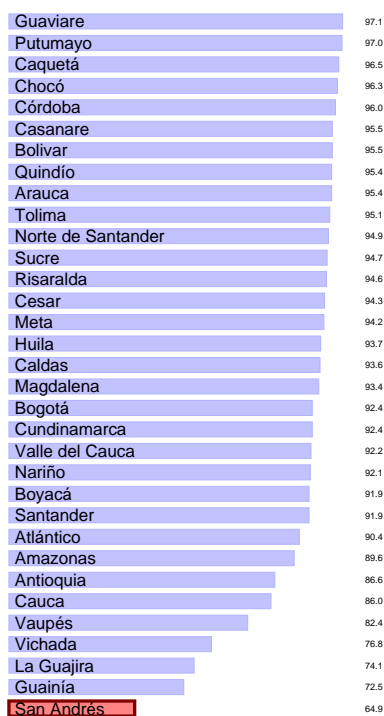 Guaviare 97.1
Putumayo 97.0
Caquetá 96.5
Chocó 96.3
Córdoba 96.0
Casanare 95.5
Bolivar 95.5
Quindío 95.4
Arauca 95.4
Tolima 95.1
Norte de Santander 94.9
Sucre 94.7
Risaralda 94.6
Cesar 94.3
Meta 94.2
Huila 93.7
Caldas 93.6
Magdalena 93.4
Bogotá 92.4
Cundinamarca 92.4
Valle del Cauca 92.2
Nariño 92.1
Boyacá 91.9
Santander 91.9
Atlántico 90.4
Amazonas 89.6
Antioquia 86.6
Cauca 86.0
Vaupés 82.4
Vichada 76.8
La Guajira 74.1
Guainía 72.5
San Andrés 64.9